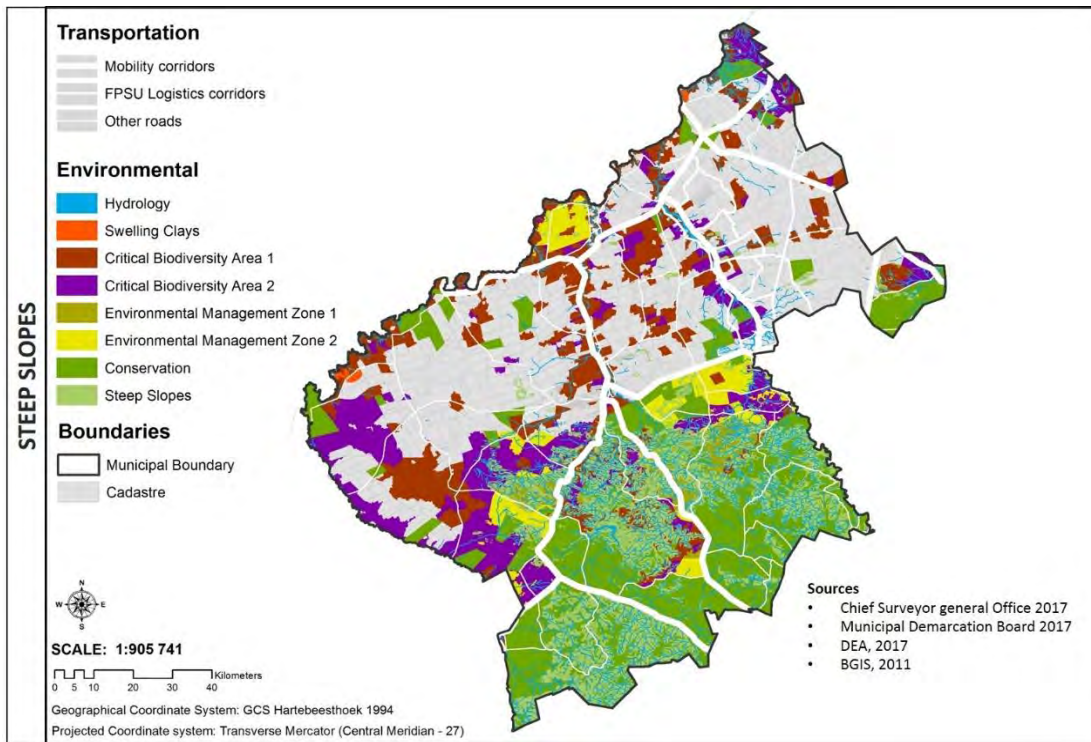 STEEP SLOPES
Transportation
Mobility corridors
FPSU Logistics corridors
Other roads
Environmental
Hydrology
Swelling Clays
Critical Biodiversity Area 1
Critical Biodiversity Area 2
Environmental Management Zone 1
Environmental Management Zone 2
Conservation
Steep Slopes
Boundaries
Municipal Boundary
Cadastre
N
W E
S
SCALE: 1:905 741
Kilometers
0 5 10 20 30 40
Geographical Coordinate System: GCS Hartebeesthoek 1994
Projected Coordinate system: Transverse Mercator (Central Meridian - 27)
Sources
• Chief Surveyor general Office 2017
• Municipal Demarcation Board 2017
• DEA, 2017
• BGIS, 2011